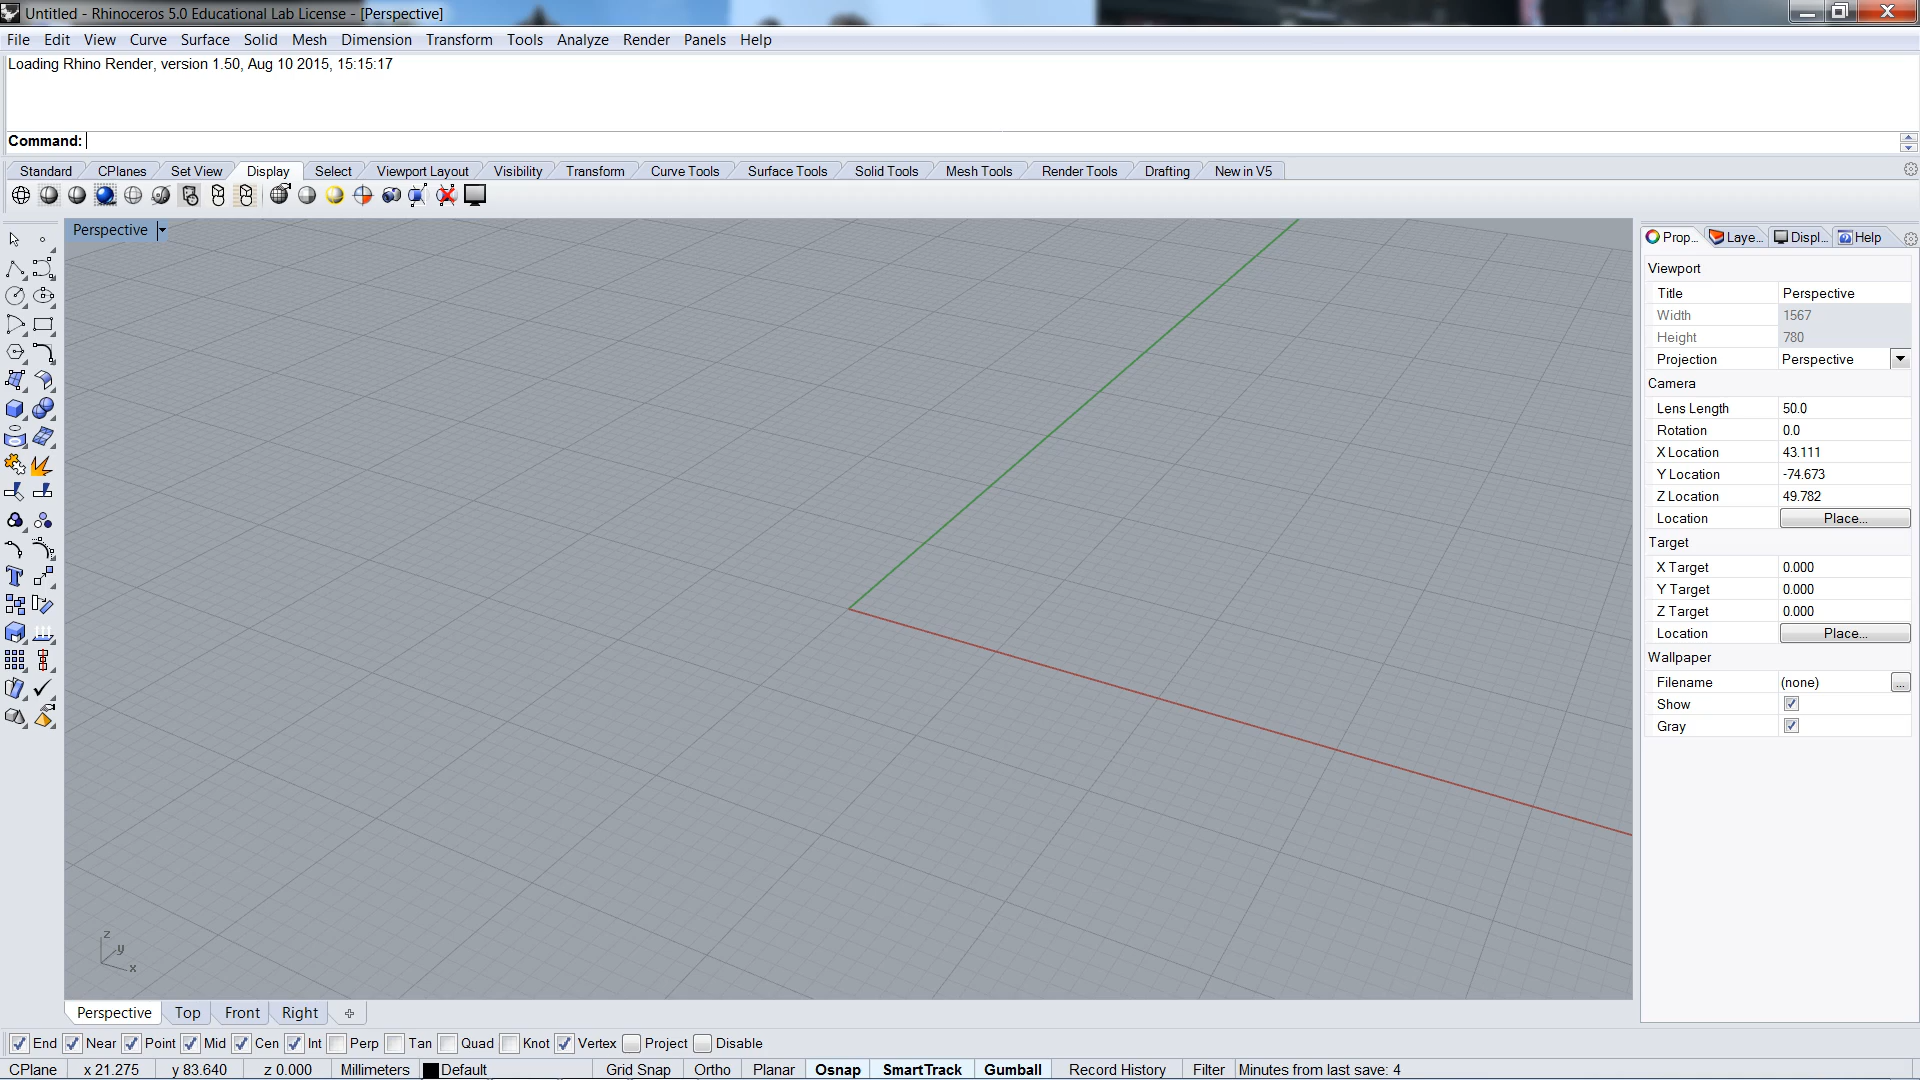 Untitled - Rhinoceros 5.0 Educational Lab License - [Perspective]
File Edit View Curve Surface Solid Mesh Dimension Transform Tools Analyze Render Panels Help
Loading Rhino Render, version 1.50, Aug 10 2015, 15:15:17
Command:
Standard CPlanes Set View Display Select Viewport Layout Visibility Transform Curve Tools Surface Tools Solid Tools Mesh Tools Render Tools Drafting New in V5
Perspective
Prop... Laye... Displ... Help
Viewport
Title Perspective
Width 1567
Height 780
Projection Perspective
Camera
Lens Length 50.0
Rotation 0.0
X Location 43.111
Y Location -74.673
Z Location 49.782
Location Place...
Target
X Target 0.000
Y Target 0.000
Z Target 0.000
Location Place...
Wallpaper
Filename (none) ...
Show
Gray
z
y
x
Perspective Top Front Right
End Near Point Mid Cen Int Perp Tan Quad Knot Vertex Project Disable
CPlane x 21.275 y 83.640 z 0.000 Millimeters Default Grid Snap Ortho Planar Osnap SmartTrack Gumball Record History Filter Minutes from last save: 4